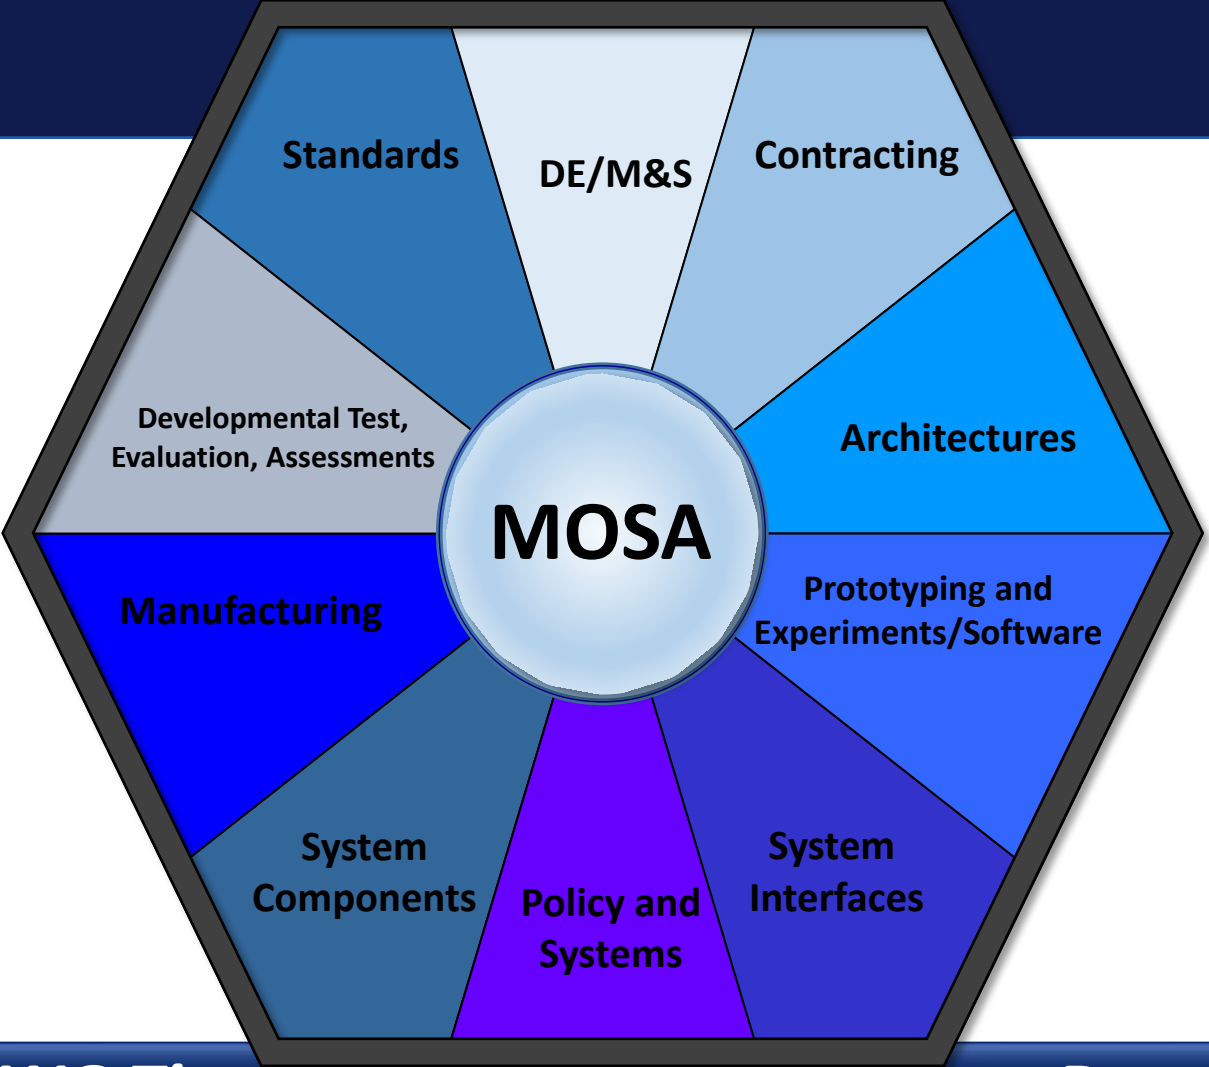 Standards
DE/M&S
Contracting
Developmental Test,
Evaluation, Assessments
Architectures
MOSA
Manufacturing
Prototyping and
Experiments/Software
System
Components
Policy and
Systems
System
Interfaces